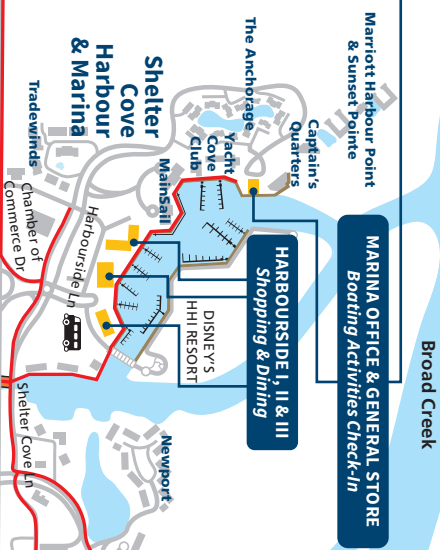 Marriott Harbour Point
& Sunset Pointe
Captain's
Quarters
The Anchorage
Yacht
Cove
Club
MainSail
Shelter
Cove
Harbour
& Marina
Tradewinds
MARINA OFFICE & GENERAL STORE
Boating Activities Check-In
HARBOURSIDE I, II & III
Shopping & Dining
DISNEY'S
HHI RESORT
Harbourside Ln
Chamber of
Commerce Dr
Broad Creek
Newport
Shelter Cove Ln